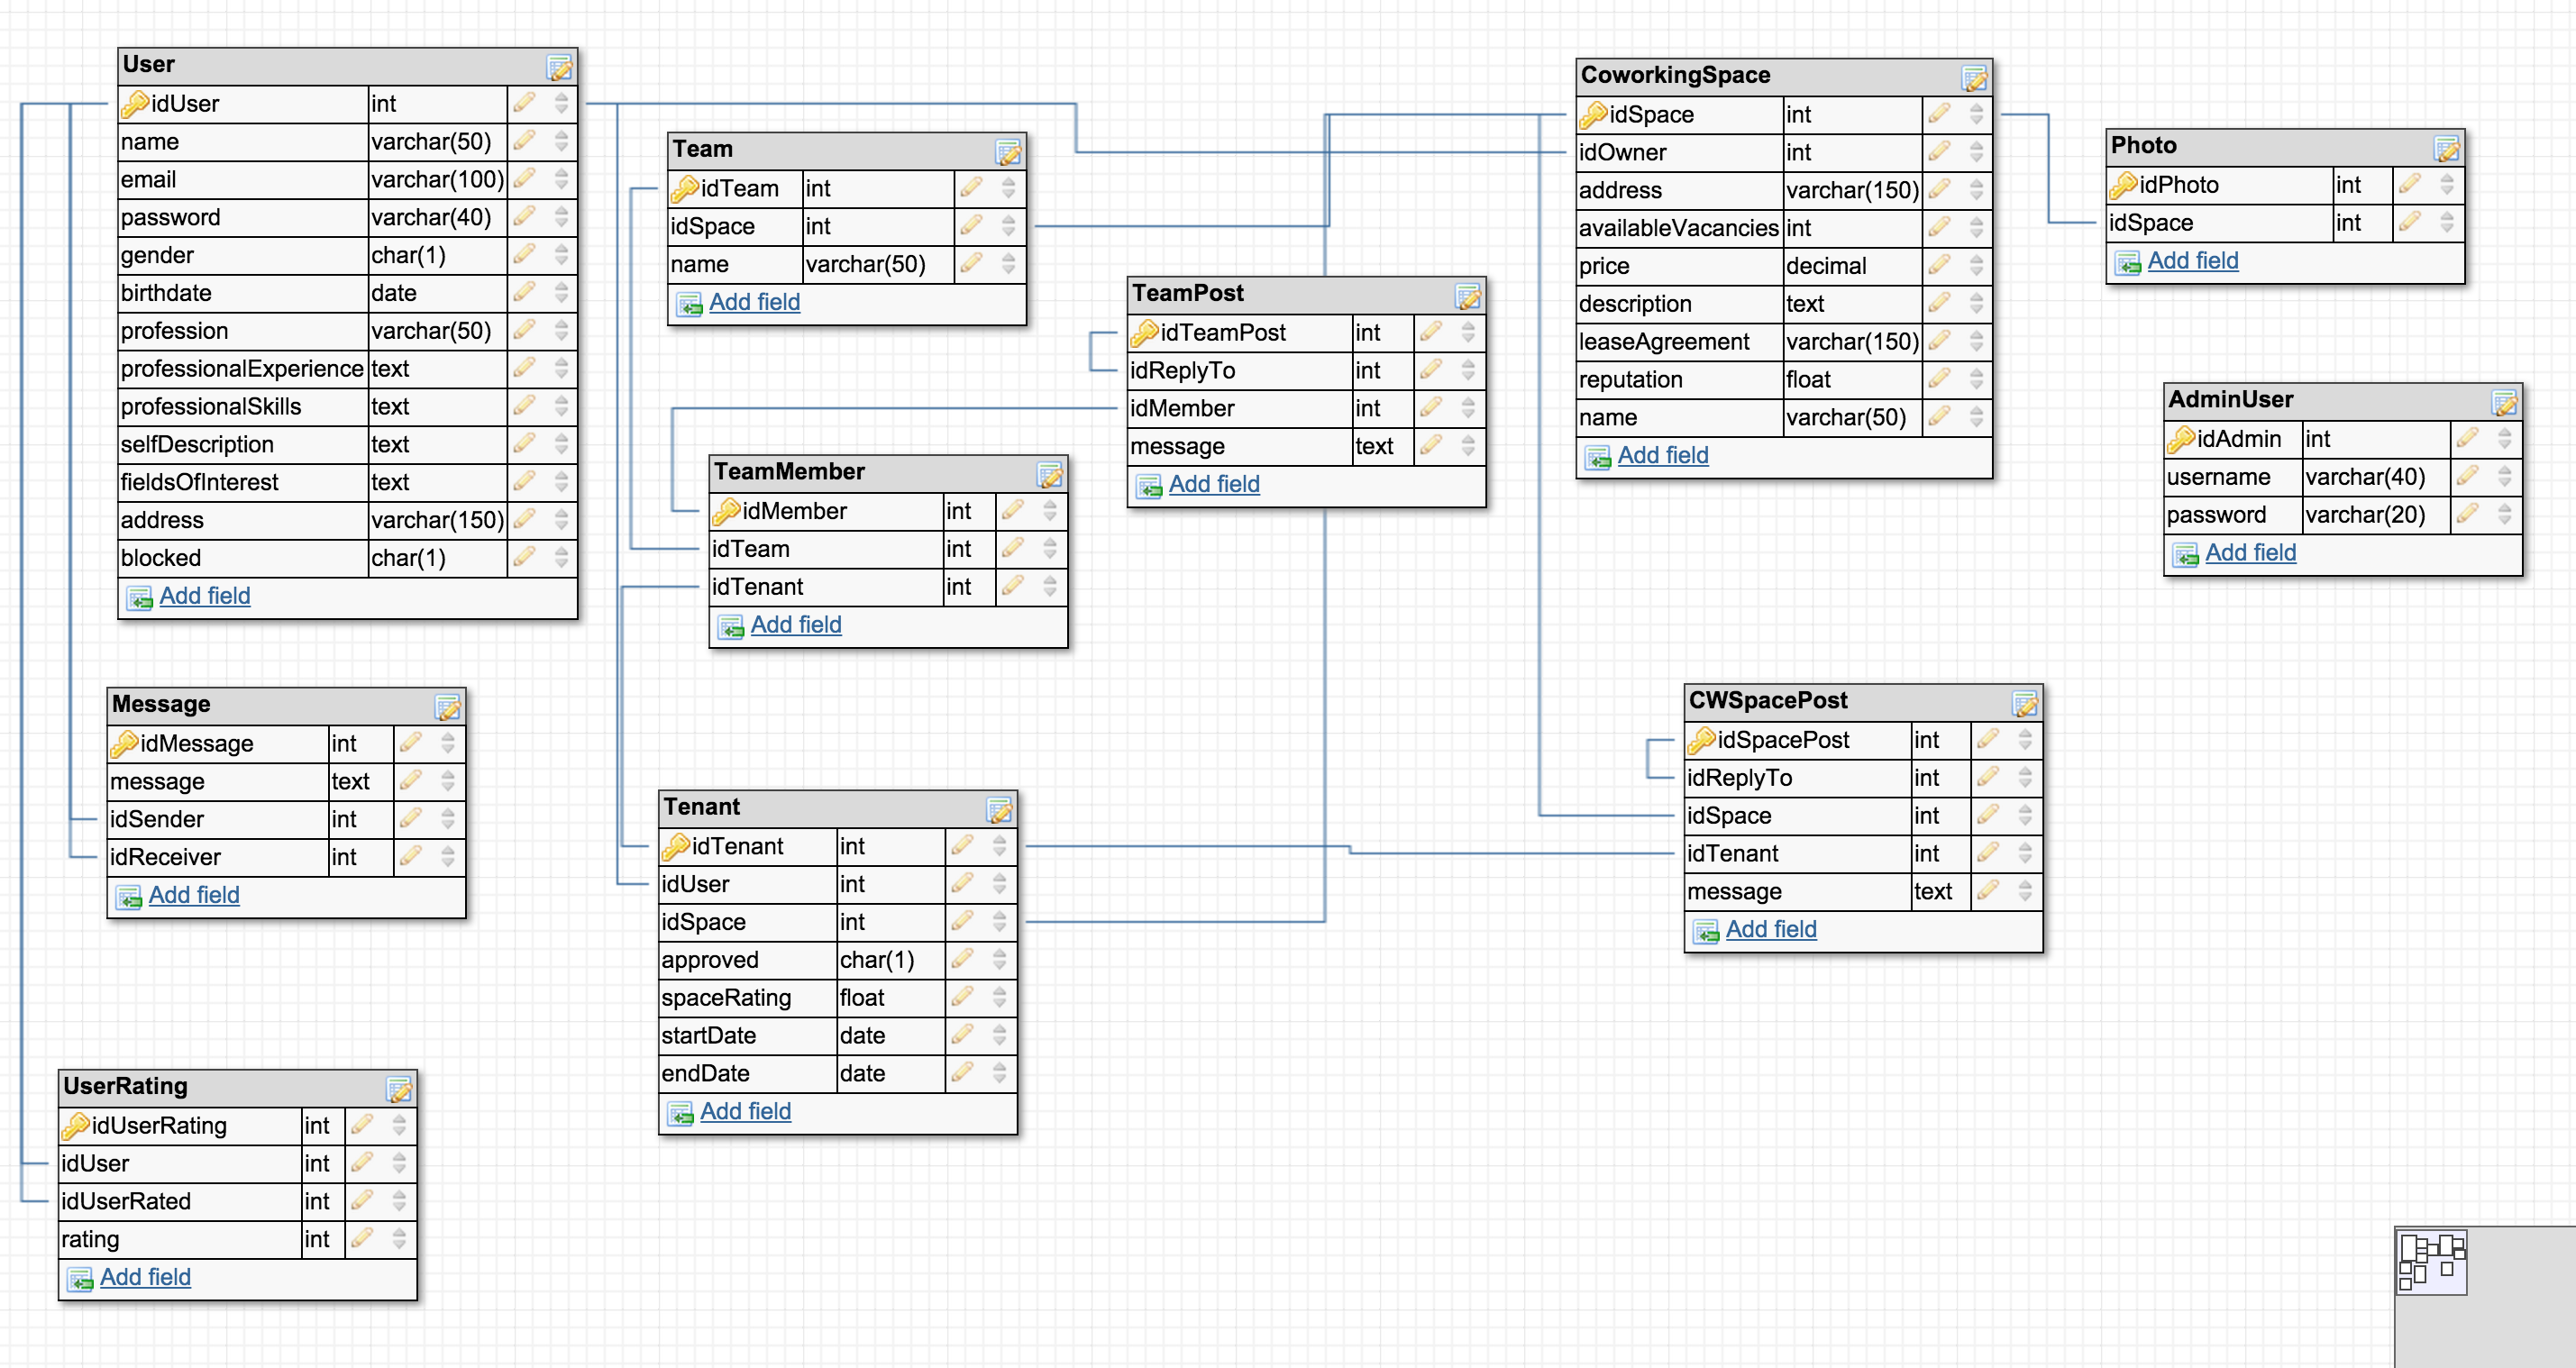 User
idUser int
name varchar(50)
email varchar(100)
password varchar(40)
gender char(1)
birthdate date
profession varchar(50)
professionalExperience text
professionalSkills text
selfDescription text
fieldsOfInterest text
address varchar(150)
blocked char(1)
Add field
Message
idMessage int
message text
idSender int
idReceiver int
Add field
UserRating
idUserRating int
idUser int
idUserRated int
rating int
Add field
Team
idTeam int
idSpace int
name varchar(50)
Add field
TeamMember
idMember int
idTeam int
idTenant int
Add field
Tenant
idTenant int
idUser int
idSpace int
approved char(1)
spaceRating float
startDate date
endDate date
Add field
TeamPost
idTeamPost int
idReplyTo int
idMember int
message text
Add field
CoworkingSpace
idSpace int
idOwner int
address varchar(150)
availableVacancies int
price decimal
description text
leaseAgreement varchar(150)
reputation float
name varchar(50)
Add field
CWSpacePost
idSpacePost int
idReplyTo int
idSpace int
idTenant int
message text
Add field
Photo
idPhoto int
idSpace int
Add field
AdminUser
idAdmin int
username varchar(40)
password varchar(20)
Add field